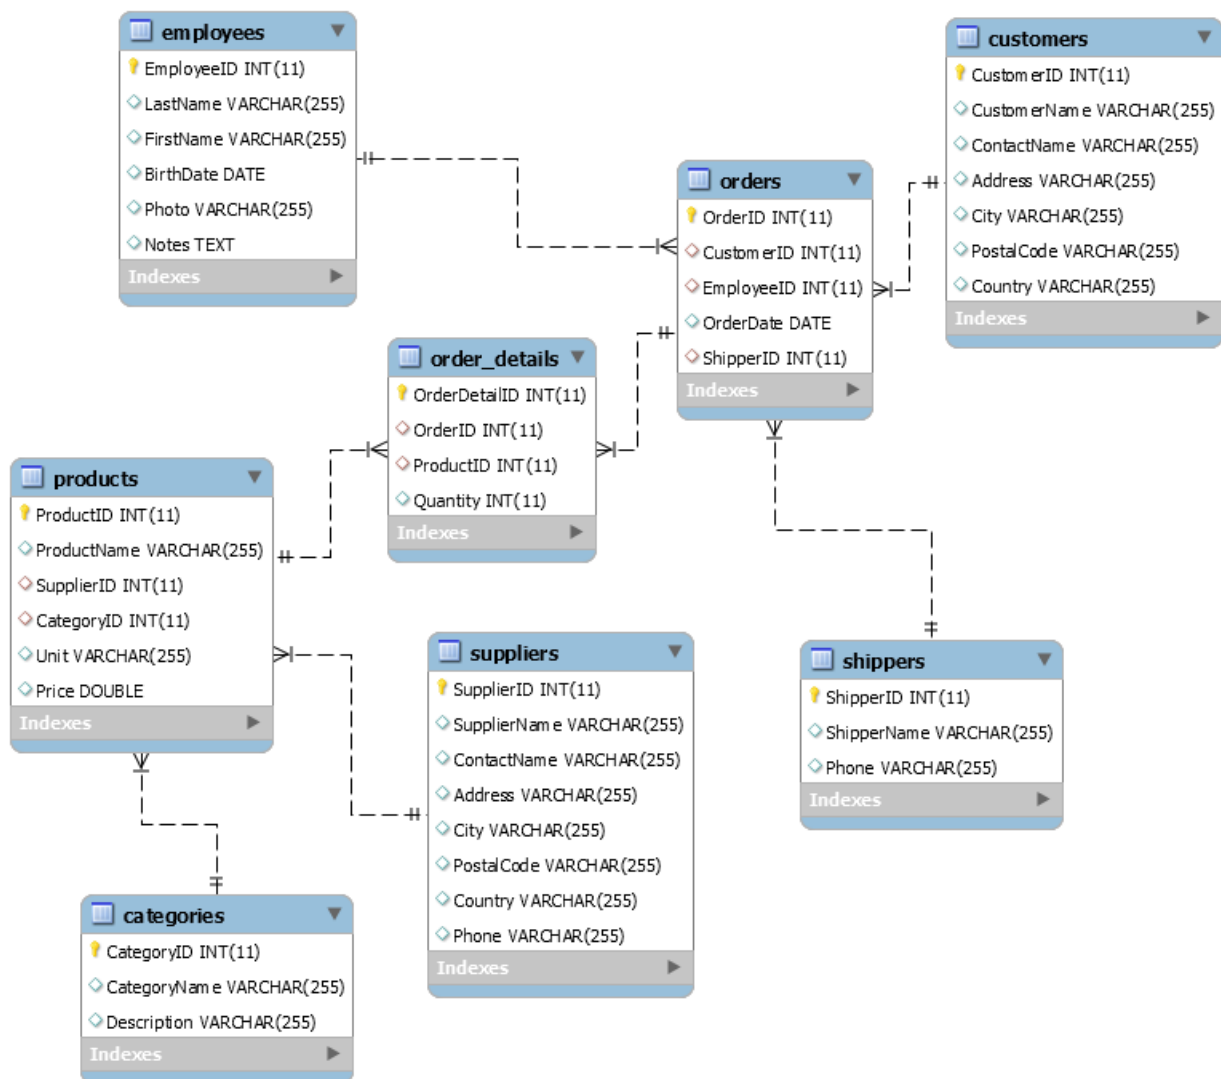 employees
EmployeeID INT(11)
LastName VARCHAR(255)
FirstName VARCHAR(255)
BirthDate DATE
Photo VARCHAR(255)
Notes TEXT
Indexes
customers
CustomerID INT(11)
CustomerName VARCHAR(255)
ContactName VARCHAR(255)
Address VARCHAR(255)
City VARCHAR(255)
PostalCode VARCHAR(255)
Country VARCHAR(255)
Indexes
orders
OrderID INT(11)
CustomerID INT(11)
EmployeeID INT(11)
OrderDate DATE
ShipperID INT(11)
Indexes
order_details
OrderDetailID INT(11)
OrderID INT(11)
ProductID INT(11)
Quantity INT(11)
Indexes
products
ProductID INT(11)
ProductName VARCHAR(255)
SupplierID INT(11)
CategoryID INT(11)
Unit VARCHAR(255)
Price DOUBLE
Indexes
suppliers
SupplierID INT(11)
SupplierName VARCHAR(255)
ContactName VARCHAR(255)
Address VARCHAR(255)
City VARCHAR(255)
PostalCode VARCHAR(255)
Country VARCHAR(255)
Phone VARCHAR(255)
Indexes
shippers
ShipperID INT(11)
ShipperName VARCHAR(255)
Phone VARCHAR(255)
Indexes
categories
CategoryID INT(11)
CategoryName VARCHAR(255)
Description VARCHAR(255)
Indexes